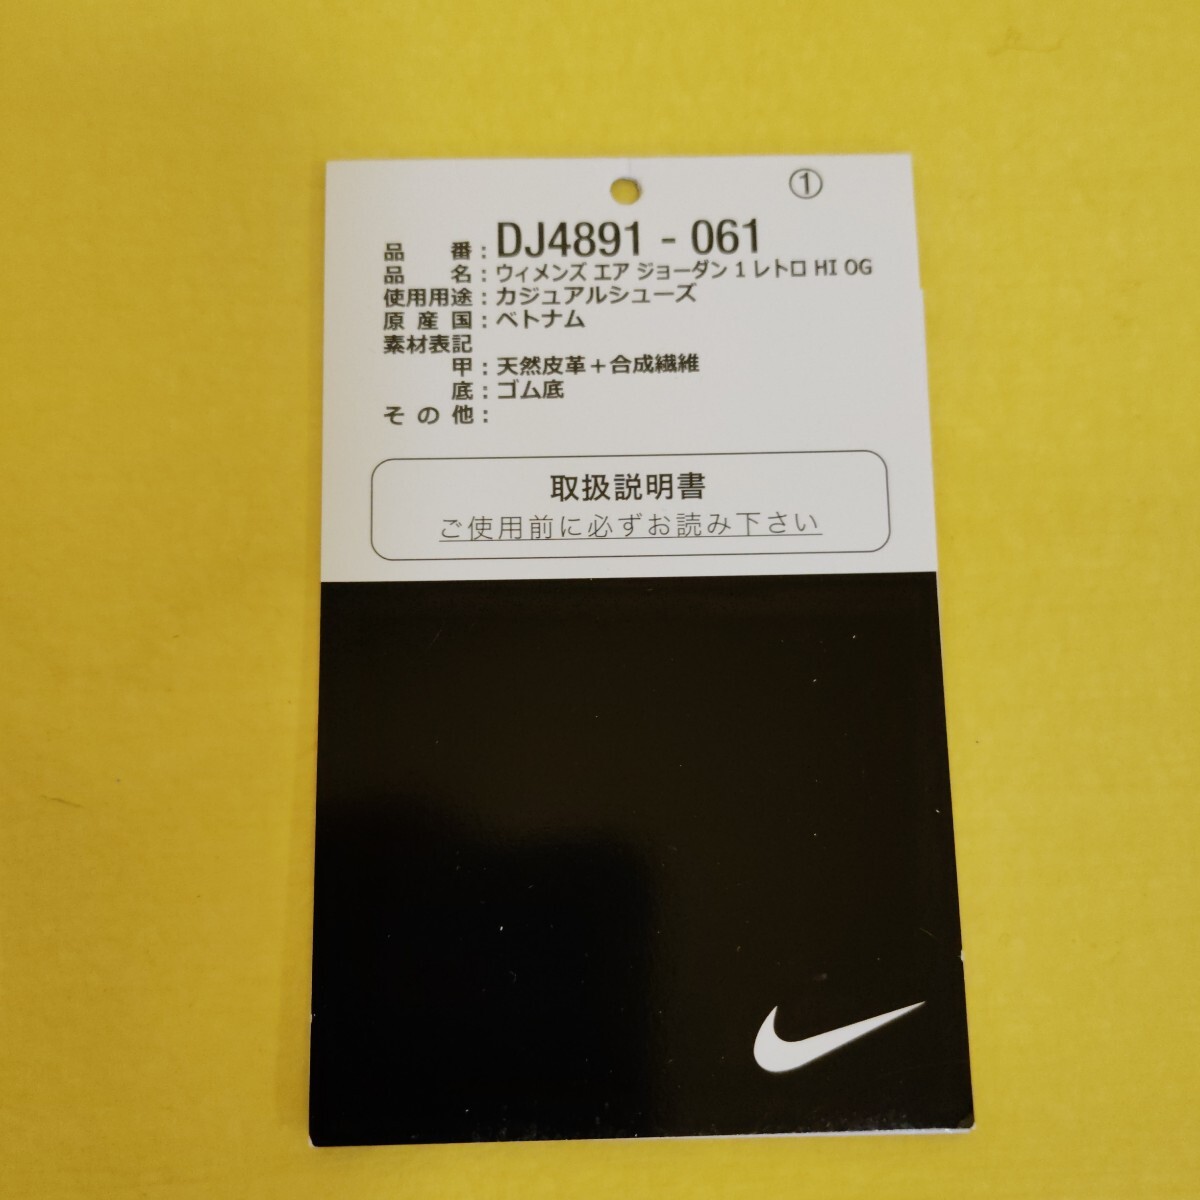 ①
品番:DJ4891 - 061
品名:ウィメンズ エア ジョーダン 1 レトロ HI OG
使用用途:カジュアルシューズ
原産国:ベトナム
素材表記
甲:天然皮革+合成繊維
底:ゴム底
その他:
取扱説明書
ご使用前に必ずお読み下さい